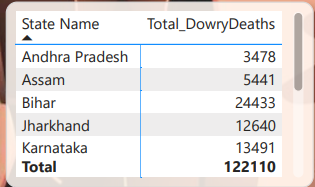 State Name Total_DowryDeaths
Andhra Pradesh 3478
Assam 5441
Bihar 24433
Jharkhand 12640
Karnataka 13491
Total 122110